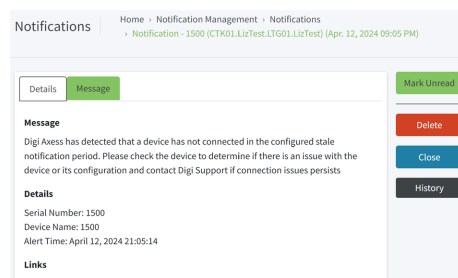 Notifications
Home › Notification Management › Notifications
› Notification - 1500 (CTK01.LizTest.LTG01.LizTest) (Apr. 12, 2024 09:05 PM)
Details
Message
Mark Unread
Message
Digi Axess has detected that a device has not connected in the configured stale
notification period. Please check the device to determine if there is an issue with the
device or its configuration and contact Digi Support if connection issues persists
Delete
Close
History
Details
Serial Number: 1500
Device Name: 1500
Alert Time: April 12, 2024 21:05:14
Links